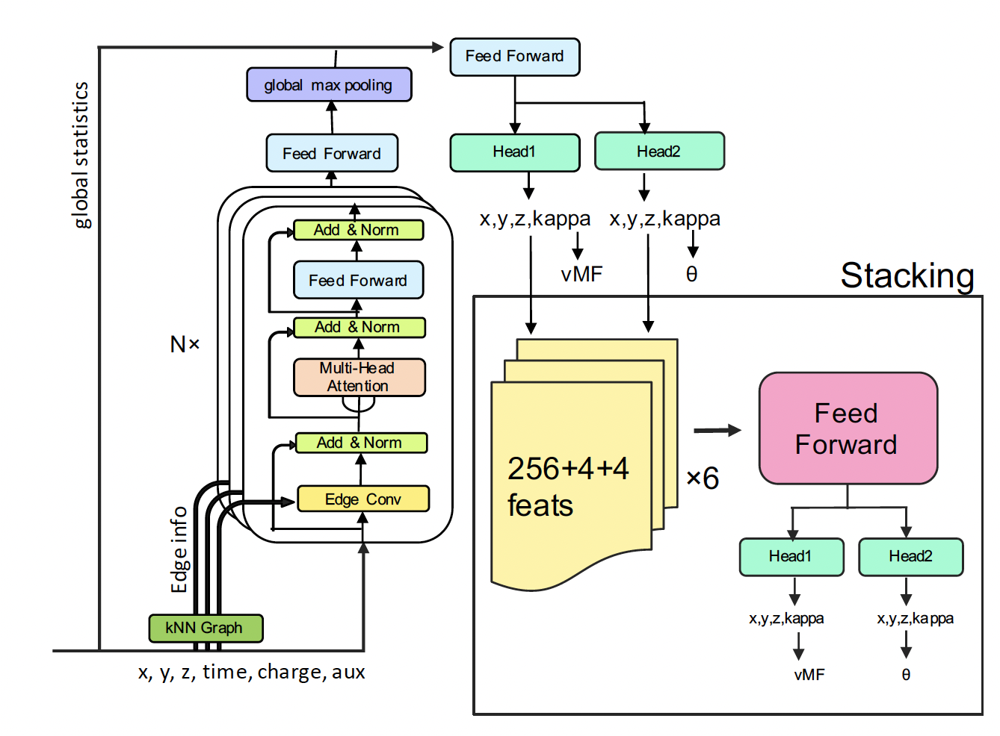 Feed Forward
global max pooling
global statistics
Feed Forward
Head1
Head2
x,y,z,kappa
x,y,z,kappa
vMF
θ
Add & Norm
Feed Forward
Add & Norm
N×
Multi-Head
Attention
Add & Norm
Edge Conv
Edge info
kNN Graph
x, y, z, time, charge, aux
Stacking
256+4+4
feats
×6
Feed
Forward
Head1
Head2
x,y,z,kappa
x,y,z,kappa
vMF
θ